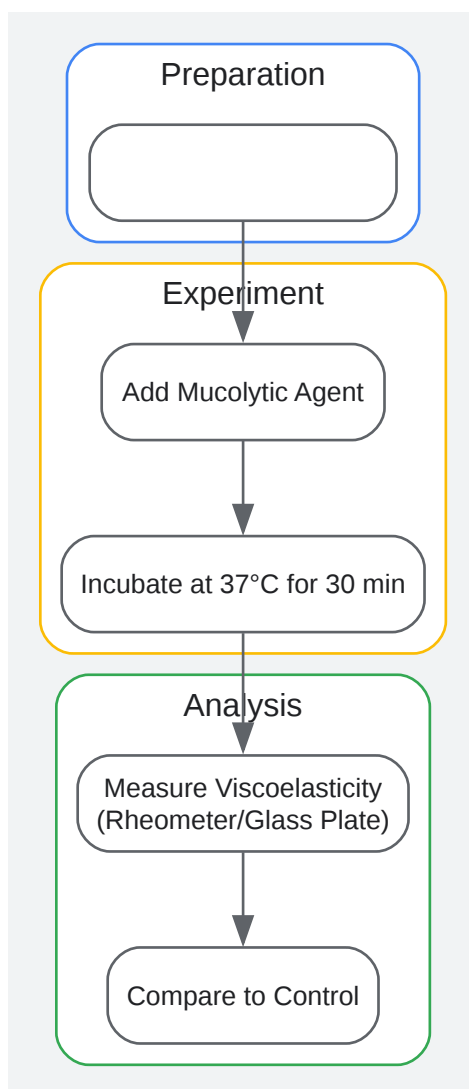 Preparation
Experiment
Add Mucolytic Agent
Incubate at 37°C for 30 min
Analysis
Measure Viscoelasticity
(Rheometer/Glass Plate)
Compare to Control